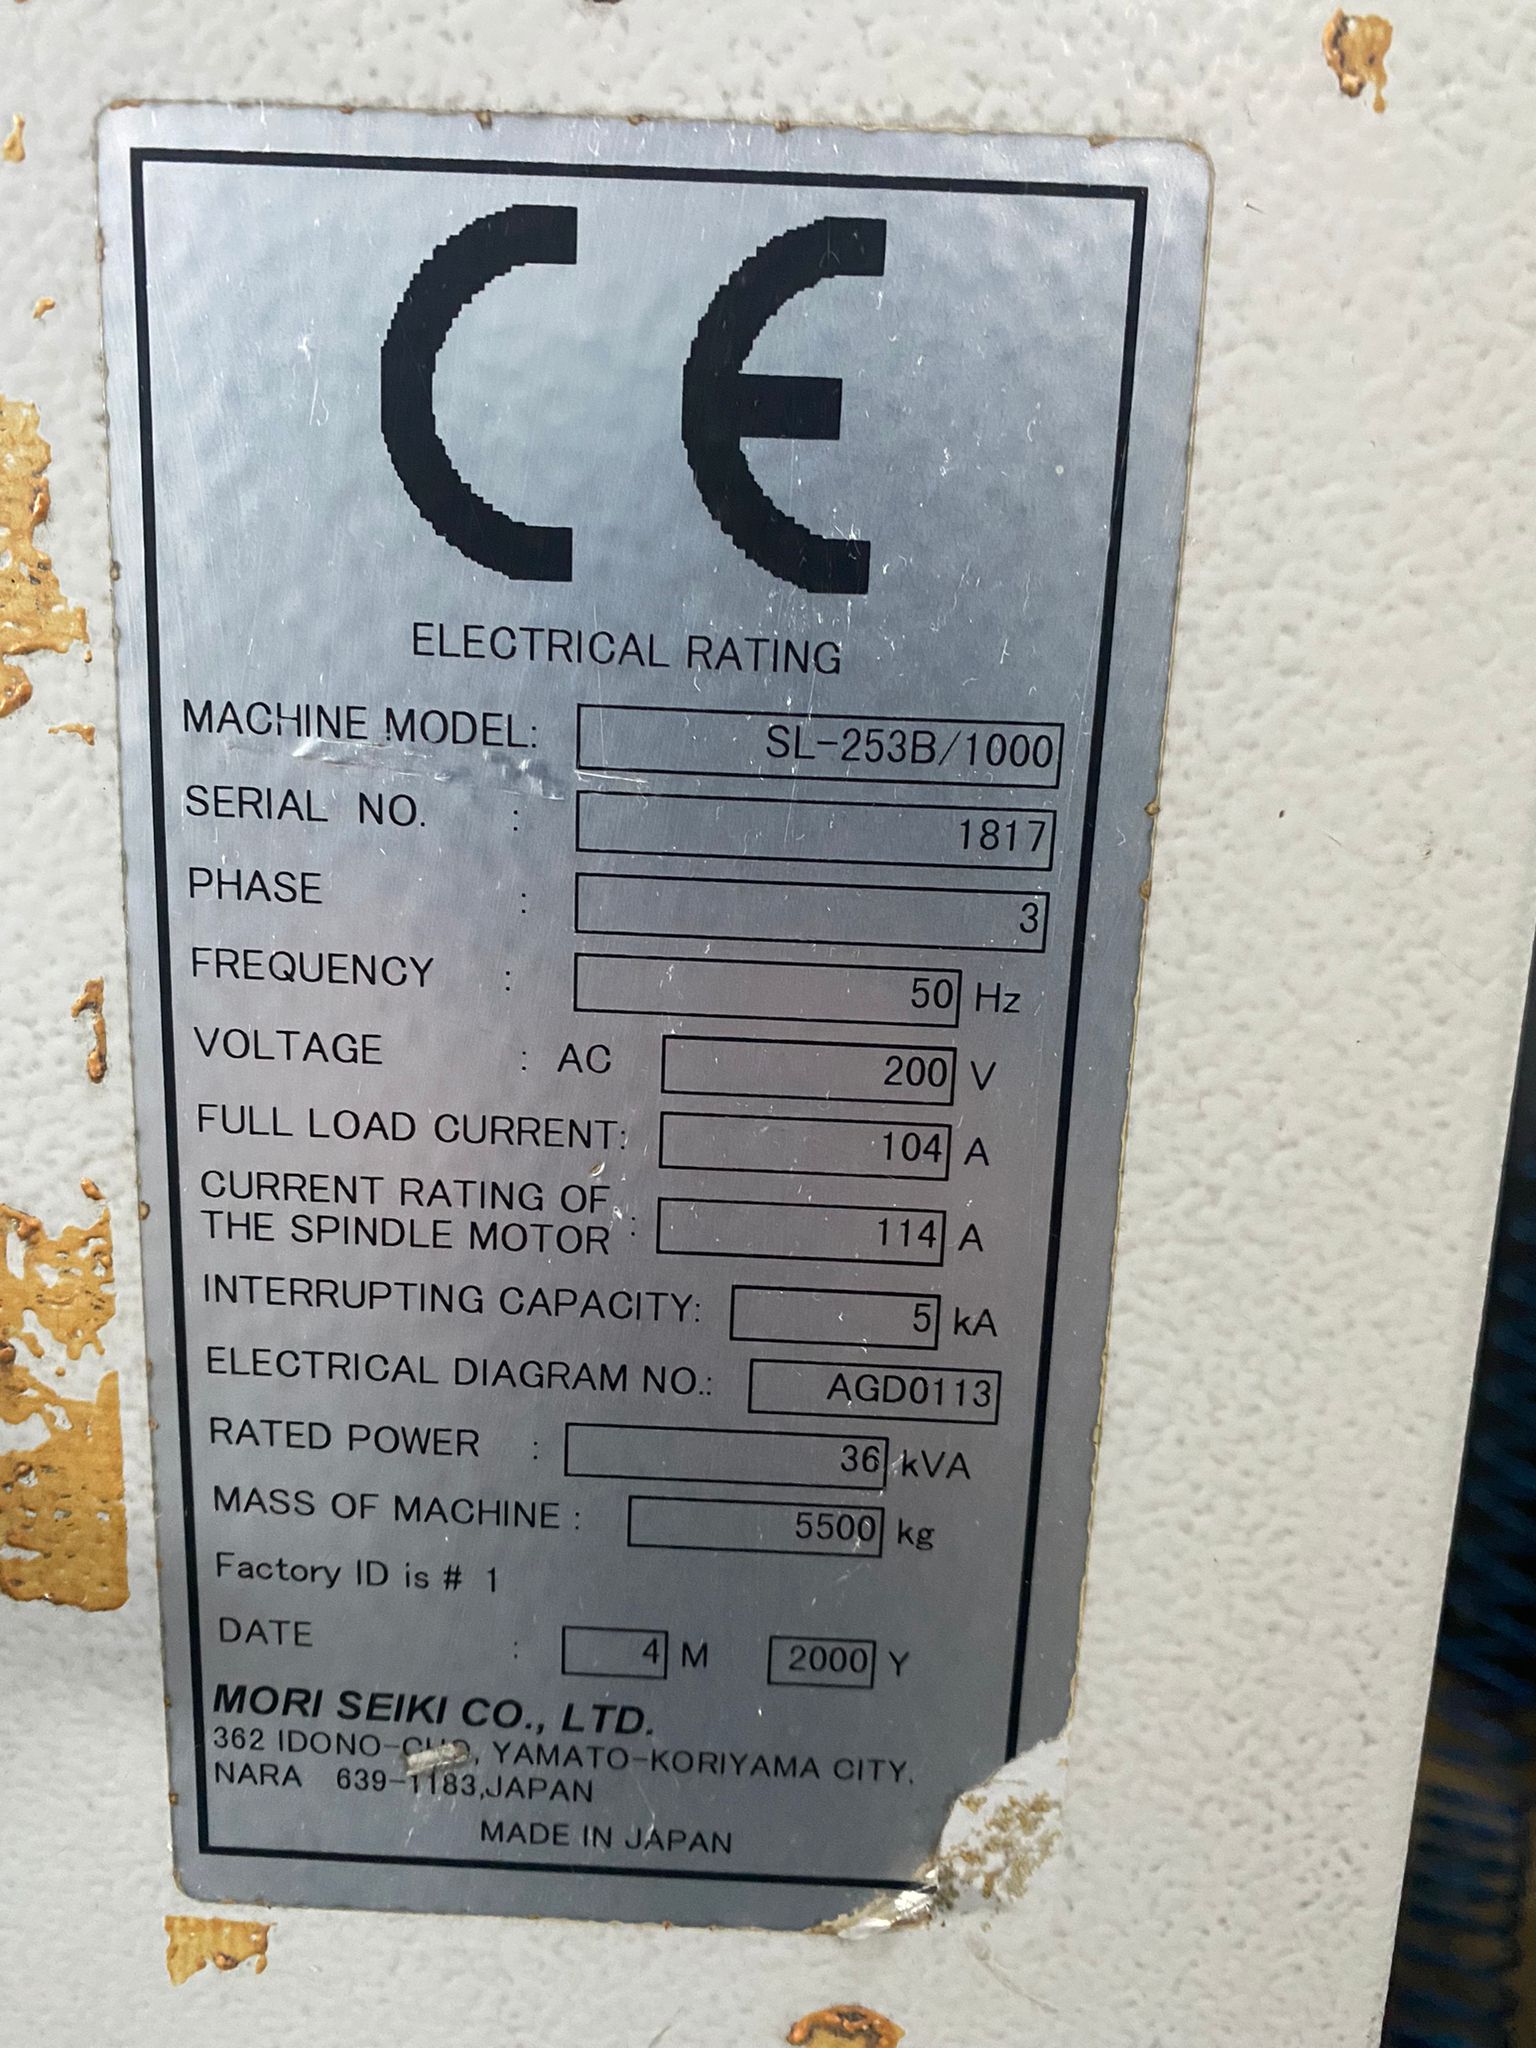 CE
ELECTRICAL RATING
MACHINE MODEL: SL-253B/1000
SERIAL NO. : 1817
PHASE : 3
FREQUENCY : 50 Hz
VOLTAGE : AC 200 V
FULL LOAD CURRENT: 104 A
CURRENT RATING OF
THE SPINDLE MOTOR : 114 A
INTERRUPTING CAPACITY: 5 kA
ELECTRICAL DIAGRAM NO.: AGD0113
RATED POWER : 36 kVA
MASS OF MACHINE : 5500 kg
Factory ID is # 1
DATE : 4 M 2000 Y
MORI SEIKI CO., LTD.
362 IDONO-CHO, YAMATO-KORIYAMA CITY,
NARA 639-1183,JAPAN
MADE IN JAPAN